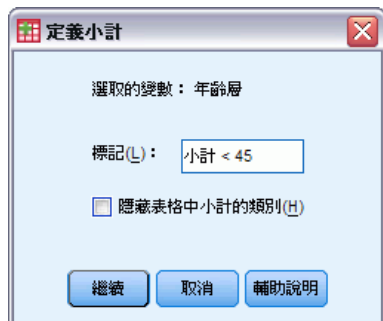 定義小計
選取的變數： 年齡層
標記(L)： 小計 < 45
隱藏表格中小計的類別(H)
繼續 取消 輔助說明